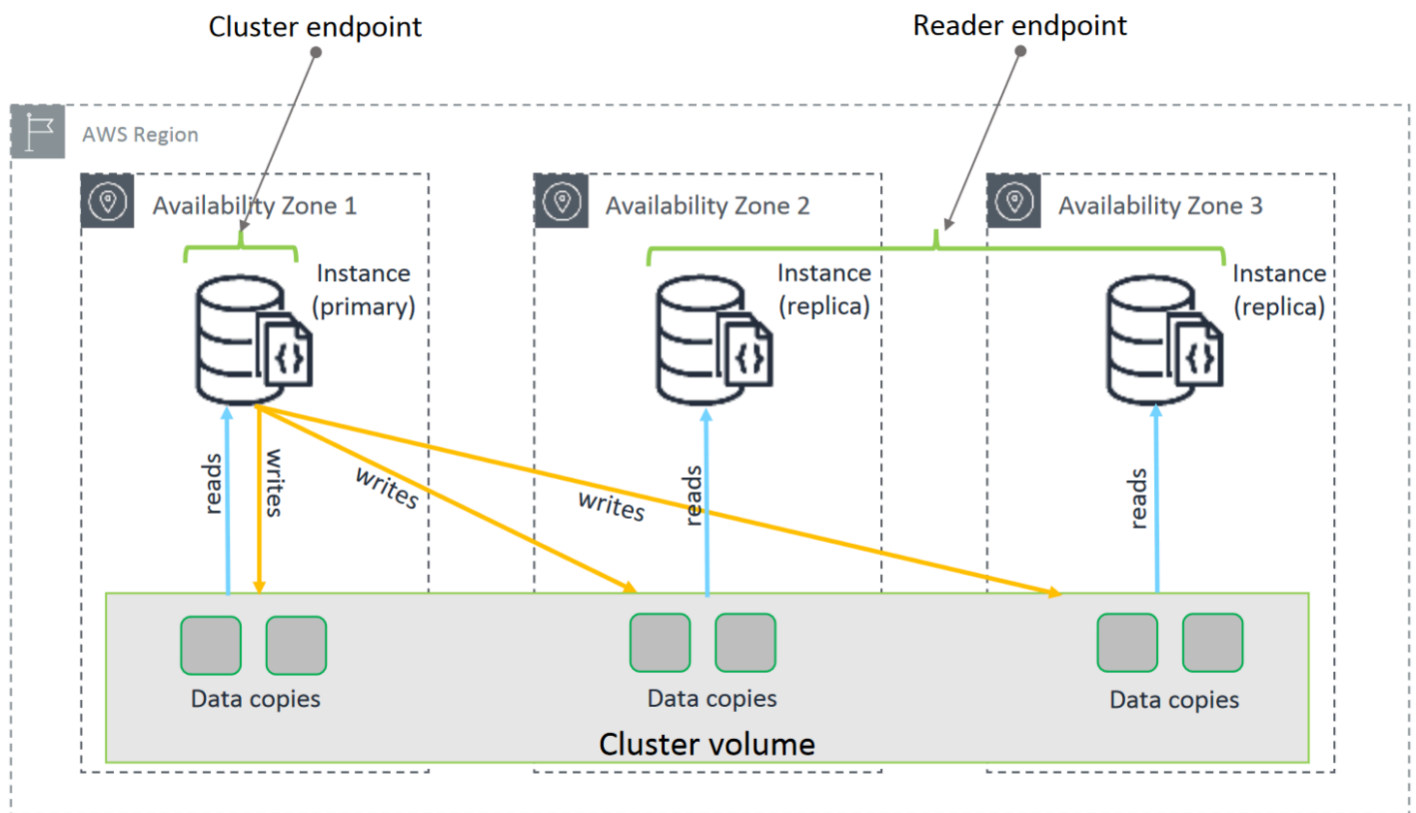 Cluster endpoint
Reader endpoint
AWS Region
Availability Zone 1
Availability Zone 2
Availability Zone 3
Instance
(primary)
Instance
(replica)
Instance
(replica)
reads
writes
writes
writes
reads
reads
Data copies
Data copies
Data copies
Cluster volume